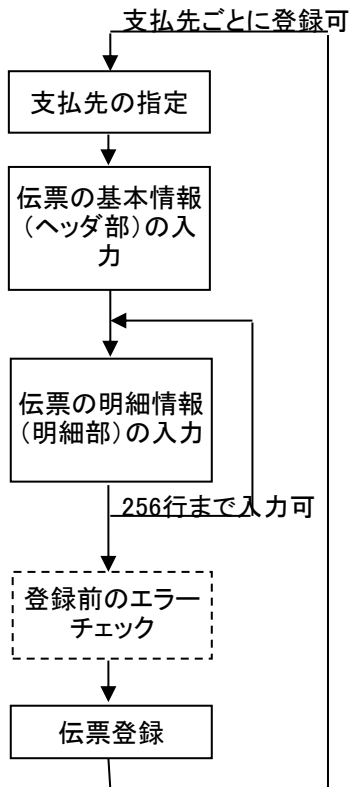 支払先ごとに登録可
支払先の指定
伝票の基本情報
(ヘッダ部)の入
力
伝票の明細情報
(明細部)の入力
256行まで入力可
登録前のエラー
チェック
伝票登録